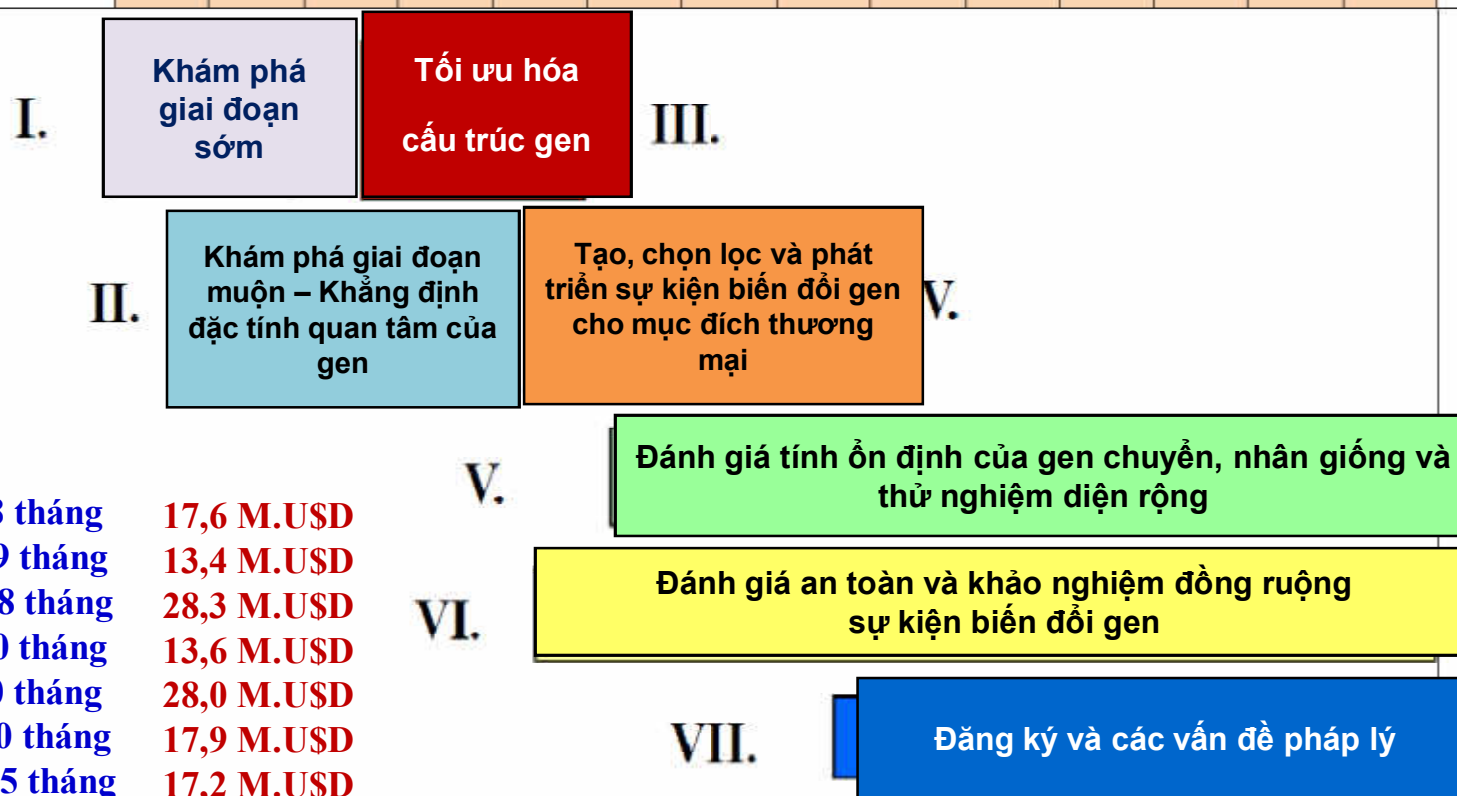 I.
Khám phá
giai đoạn
sớm
Tối ưu hóa
cấu trúc gen
III.
II.
Khám phá giai đoạn
muộn – Khẳng định
đặc tính quan tâm của
gen
Tạo, chọn lọc và phát
triển sự kiện biến đổi gen
cho mục đích thương
mại
V.
V.
Đánh giá tính ổn định của gen chuyển, nhân giống và
thử nghiệm diện rộng
VI.
Đánh giá an toàn và khảo nghiệm đồng ruộng
sự kiện biến đổi gen
VII.
Đăng ký và các vấn đề pháp lý
tháng 17,6 M.U$D
tháng 13,4 M.U$D
tháng 28,3 M.U$D
tháng 13,6 M.U$D
tháng 28,0 M.U$D
tháng 17,9 M.U$D
tháng 17,2 M.U$D